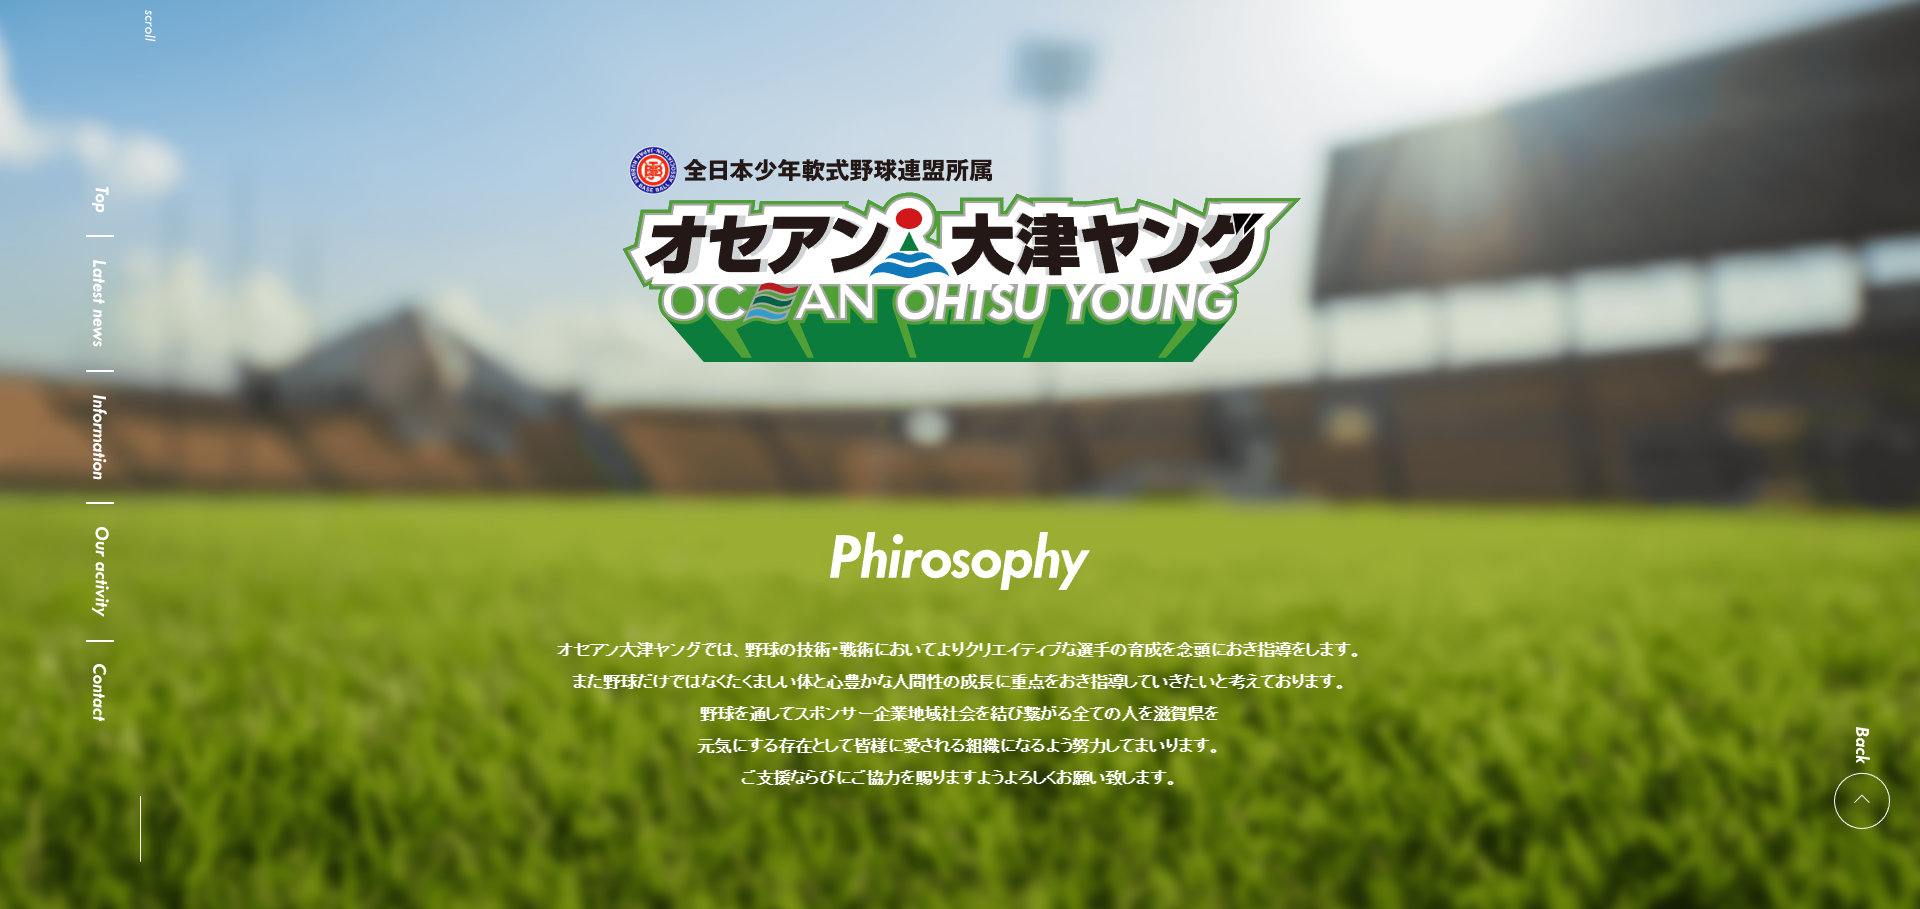 scroll
Top
Latest news
Information
Our activity
Contact
全日本少年軟式野球連盟所属
オセアン大津ヤング
OCEAN OHTSU YOUNG
Phirosophy
オセアン大津ヤングでは、野球の技術・戦術においてよりクリエイティブな選手の育成を念頭におき指導をします。
また野球だけではなくたくましい体と心豊かな人間性の成長に重点をおき指導していきたいと考えております。
野球を通してスポンサー企業地域社会を結び繋がる全ての人を滋賀県を
元気にする存在として皆様に愛される組織になるよう努力してまいります。
ご支援ならびにご協力を賜りますようよろしくお願い致します。
Back